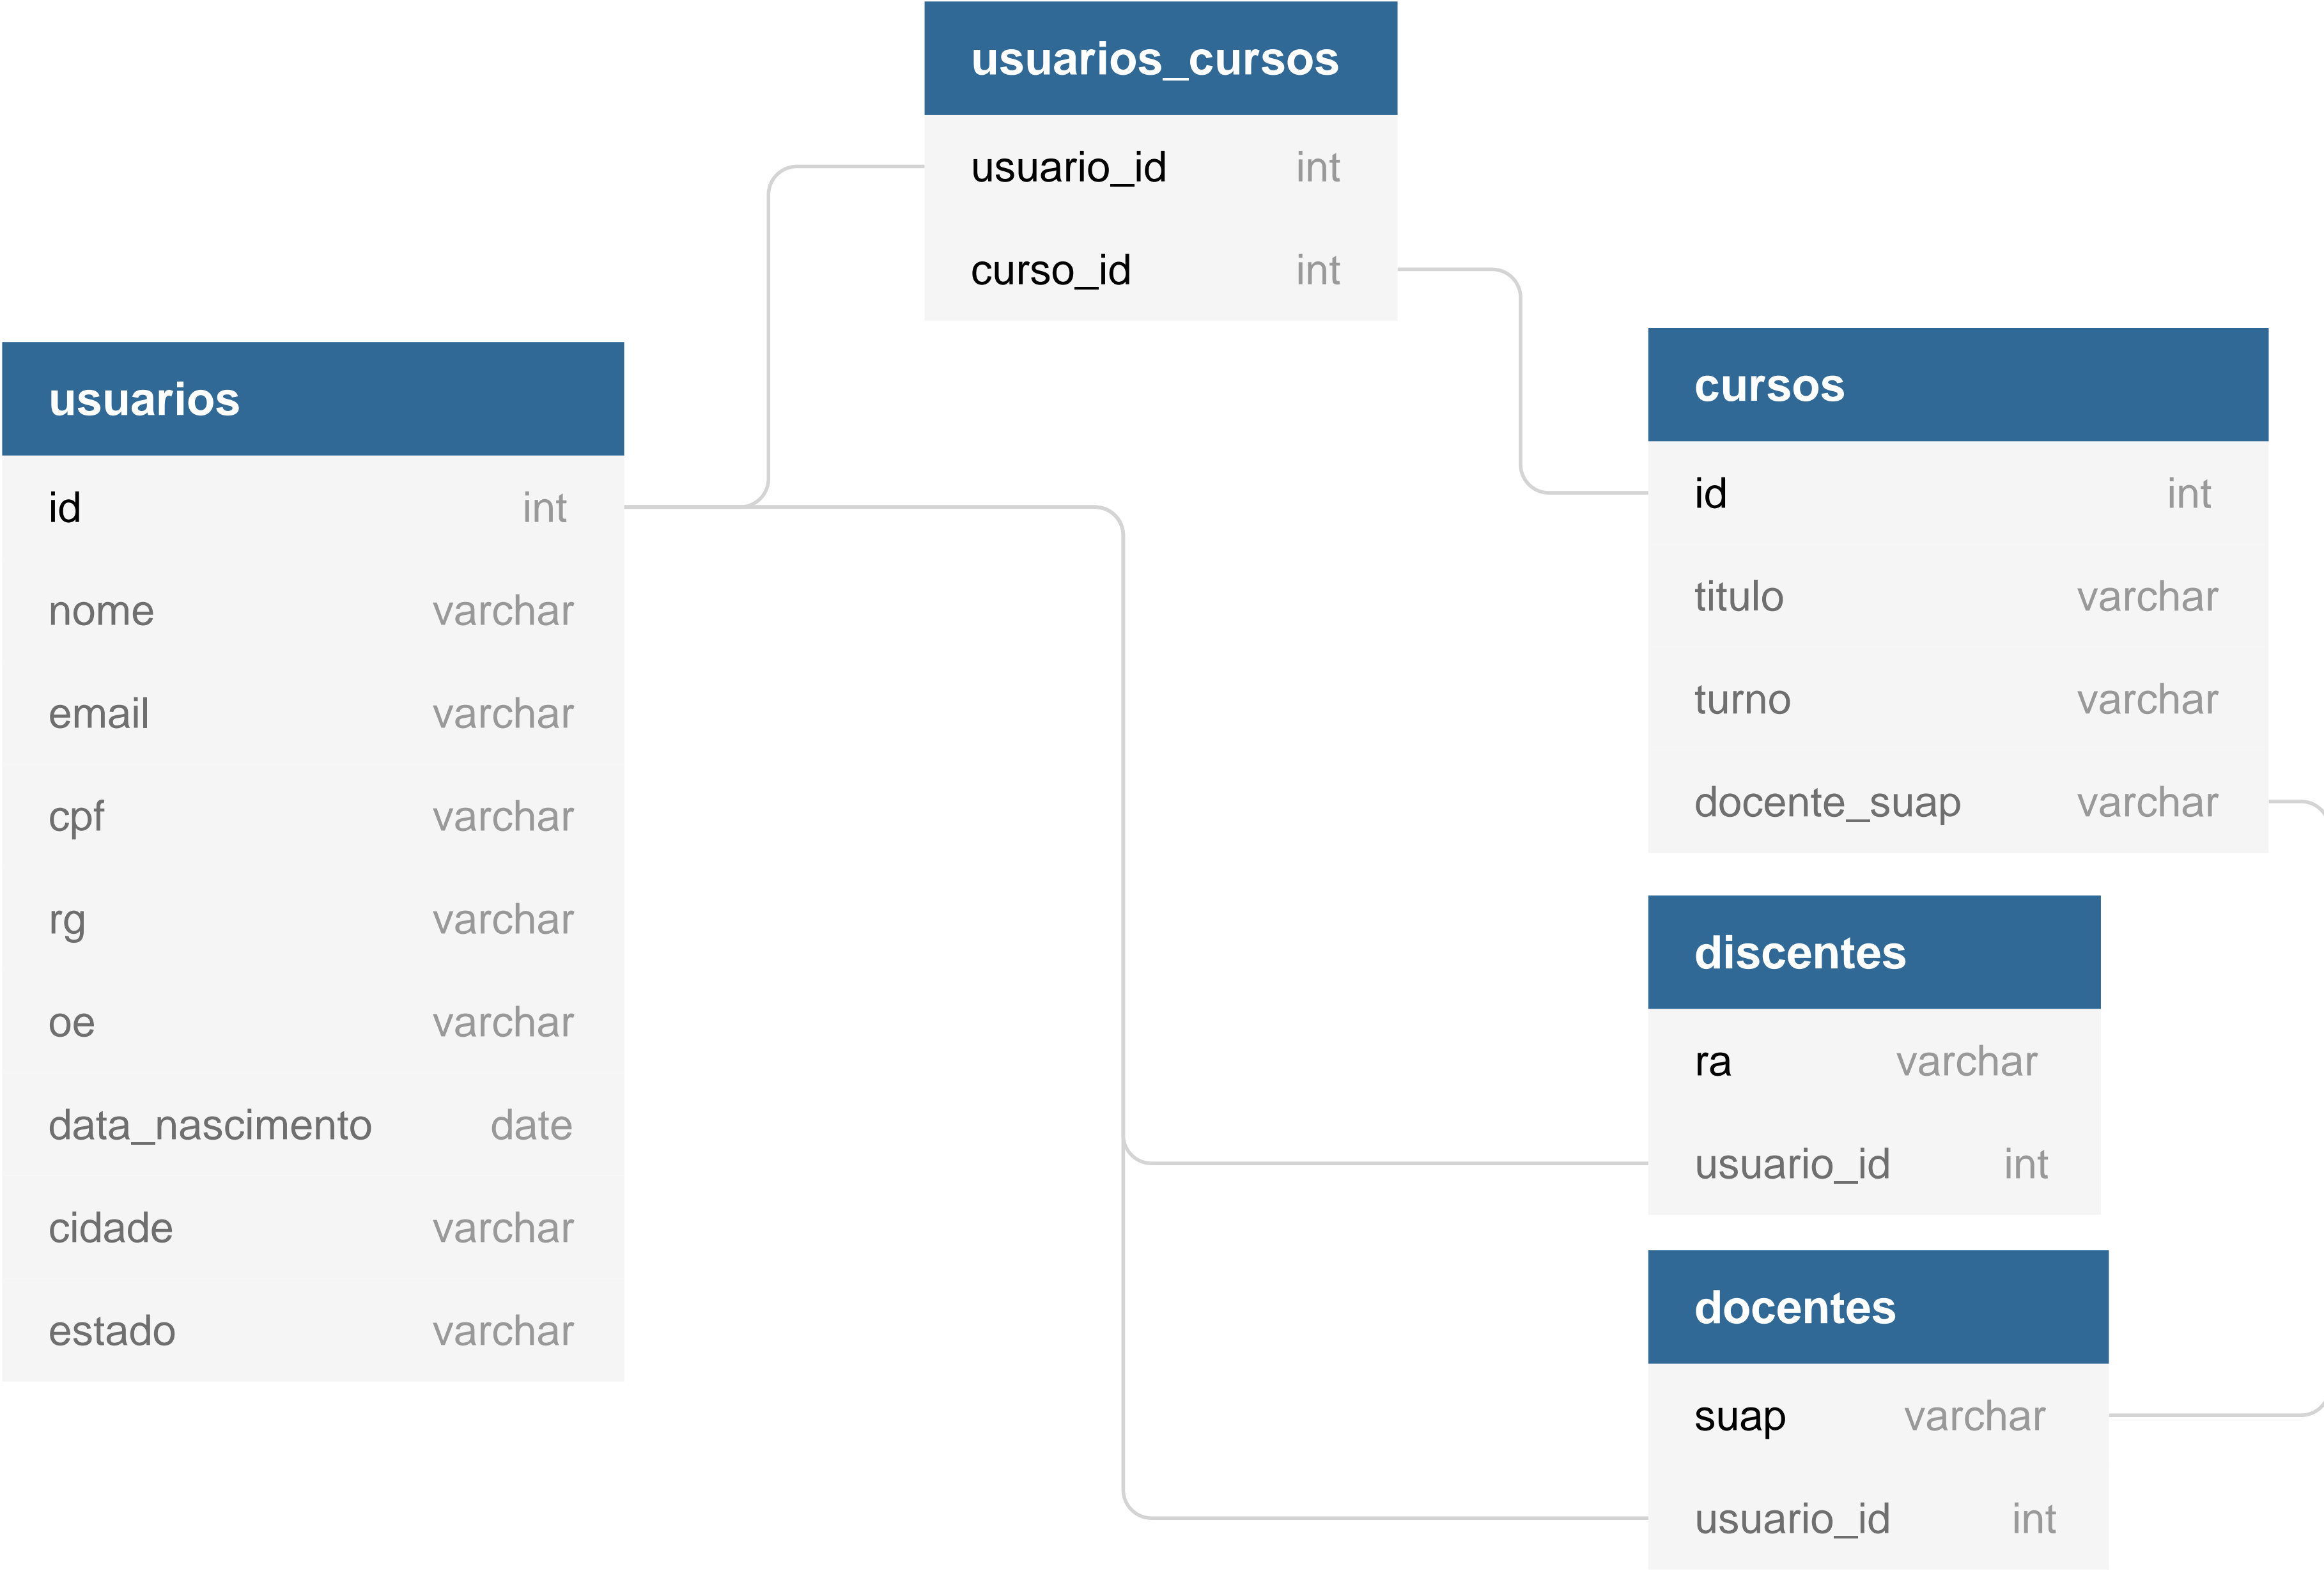 usuarios_cursos
usuario_id int
curso_id int
usuarios
id int
nome varchar
email varchar
cpf varchar
rg varchar
oe varchar
data_nascimento date
cidade varchar
estado varchar
cursos
id int
titulo varchar
turno varchar
docente_suap varchar
discentes
ra varchar
usuario_id int
docentes
suap varchar
usuario_id int